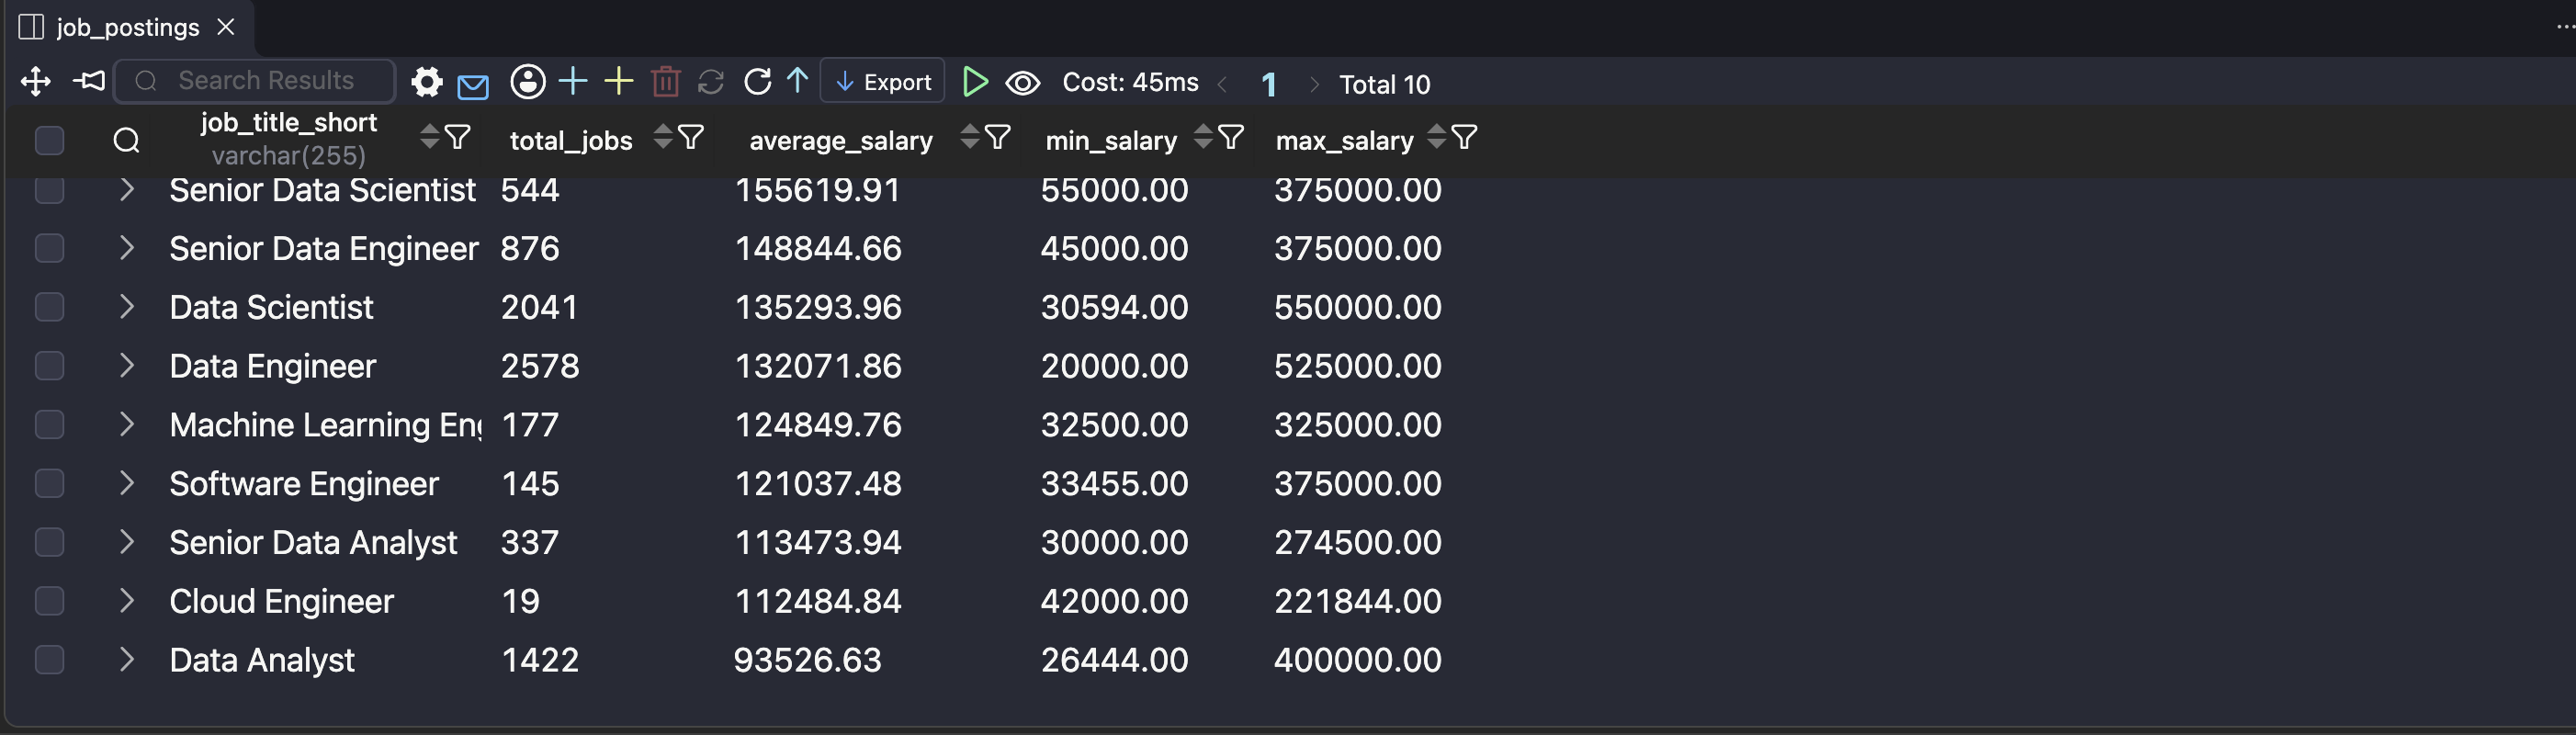 job_postings
Search Results Export Cost: 45ms 1 Total 10
job_title_short total_jobs average_salary min_salary max_salary
varchar(255)
Senior Data Scientist 544 155619.91 55000.00 375000.00
Senior Data Engineer 876 148844.66 45000.00 375000.00
Data Scientist 2041 135293.96 30594.00 550000.00
Data Engineer 2578 132071.86 20000.00 525000.00
Machine Learning Eng 177 124849.76 32500.00 325000.00
Software Engineer 145 121037.48 33455.00 375000.00
Senior Data Analyst 337 113473.94 30000.00 274500.00
Cloud Engineer 19 112484.84 42000.00 221844.00
Data Analyst 1422 93526.63 26444.00 400000.00